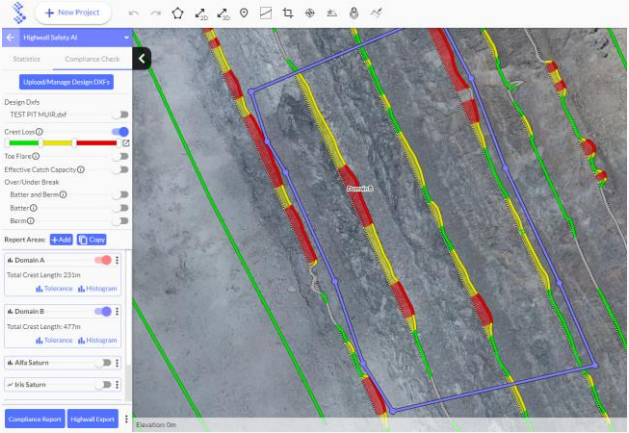 + New Project
2D
3D
Highwall Safety AI
Statistics
Compliance Check
Upload/Manage Design DXFs
Design Dxfs
TEST PIT MUIR.dxf
Crest Loss
Toe Flare
Effective Catch Capacity
Over/Under Break
Batter and Berm
Batter
Berm
Report Areas: + Add Copy
Domain A
Total Crest Length: 231m
Tolerance Histogram
Domain B
Total Crest Length: 477m
Tolerance Histogram
Alfa Saturn
Iris Saturn
Compliance Report Highwall Export
Domain B
Elevation: 0m